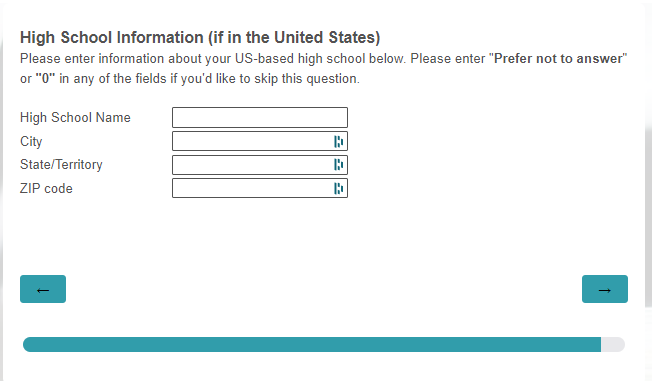 High School Information (if in the United States)
Please enter information about your US-based high school below. Please enter "Prefer not to answer"
or "0" in any of the fields if you'd like to skip this question.
High School Name
City
State/Territory
ZIP code
← →